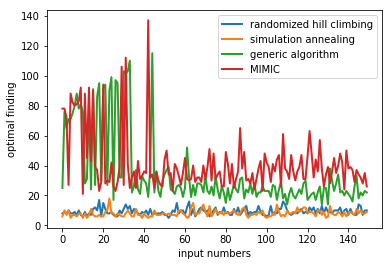 randomized hill climbing
simulation annealing
generic algorithm
MIMIC
optimal finding
140
120
100
80
60
40
20
0
0 20 40 60 80 100 120 140
input numbers